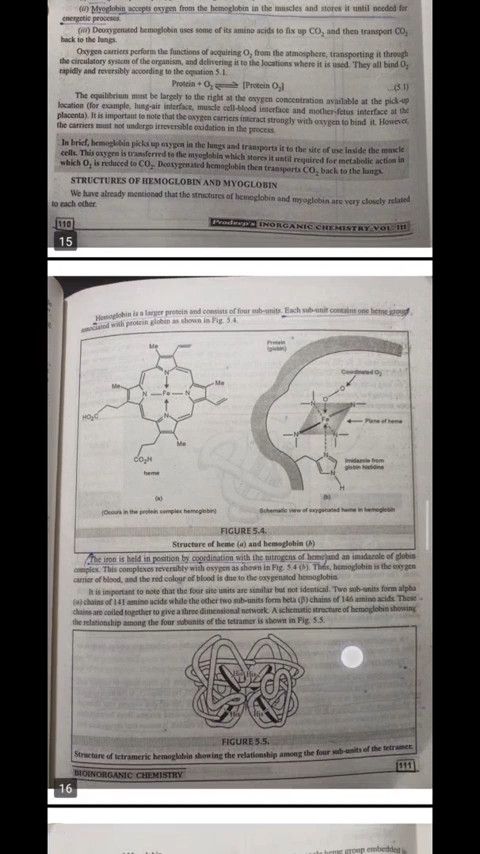 (ii) Myoglobin accepts oxygen from the hemoglobin in the muscles and stores it until needed for
energetic proceses.
(iii) Deoxygenated hemoglobin uses some of its amino acids to fix up CO₂ and then transport CO₂
back to the lungs.
Oxygen carriers perform the functions of acquiring O₂ from the atmosphere, transporting it through
the circulatory system of the organism, and delivering it to the locations where it is used. They all bind O₂
rapidly and reversibly according to the equation 5.1.
Protein + O₂ ⇌ [Protein O₂] ...(5.1)
The equilibrium must be largely to the right at the oxygen concentration available at the pick-up
location (for example, lung-air interface, muscle cell-blood interface and mother-fetus interface at the
placenta). It is important to note that the oxygen carriers interact strongly with oxygen to bind it. However,
the carriers must not undergo irreversible oxidation in the process.
In brief, hemoglobin picks up oxygen in the lungs and transports it to the site of use inside the muscle
cells. This oxygen is transferred to the myoglobin which stores it until required for metabolic action in
which O₂ is reduced to CO₂. Deoxygenated hemoglobin then transports CO₂ back to the lungs.
STRUCTURES OF HEMOGLOBIN AND MYOGLOBIN
We have already mentioned that the structures of hemoglobin and myoglobin are very closely related
to each other.
110
Pradeep's INORGANIC CHEMISTRY VOL. III
15
Hemoglobin is a larger protein and consists of four sub-units. Each sub-unit contains one heme group
associated with protein globin as shown in Fig. 5.4.
Me
Me
Me
Me
N
N — Fe — N
N
HO₂C
CO₂H
heme
(a)
(Occurs in the protein complex hemoglobin)
Protein
(globin)
Coordinated O₂
O
O
Fe
N
N
Plane of heme
N
N
Imidazole from
globin histidine
H
(b)
Schematic view of oxygenated heme in hemoglobin
FIGURE 5.4.
Structure of heme (a) and hemoglobin (b)
The iron is held in position by coordination with the nitrogens of heme and an imidazole of globin
complex. This complexes reversibly with oxygen as shown in Fig. 5.4 (b). Thus, hemoglobin is the oxygen
carrier of blood, and the red colour of blood is due to the oxygenated hemoglobin.
It is important to note that the four site units are similar but not identical. Two sub-units form alpha
(α) chains of 141 amino acids while the other two sub-units form beta (β) chains of 146 amino acids. These
chains are coiled together to give a three dimensional network. A schematic structure of hemoglobin showing
the relationship among the four subunits of the tetramer is shown in Fig. 5.5.
His His
His His
FIGURE 5.5.
Structure of tetrameric hemoglobin showing the relationship among the four sub-units of the tetramer.
BIOINORGANIC CHEMISTRY
111
16
heme group embedded in